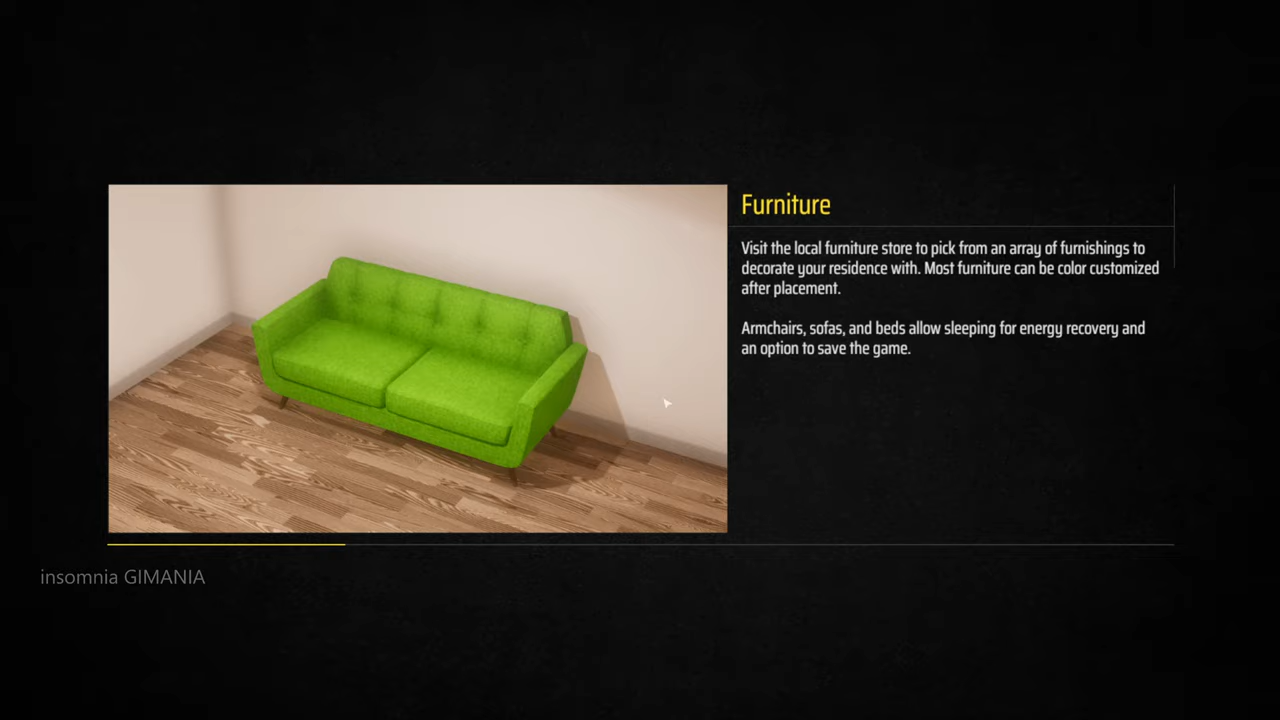 Furniture
Visit the local furniture store to pick from an array of furnishings to
decorate your residence with. Most furniture can be color customized
after placement.
Armchairs, sofas, and beds allow sleeping for energy recovery and
an option to save the game.
insomnia GIMANIA